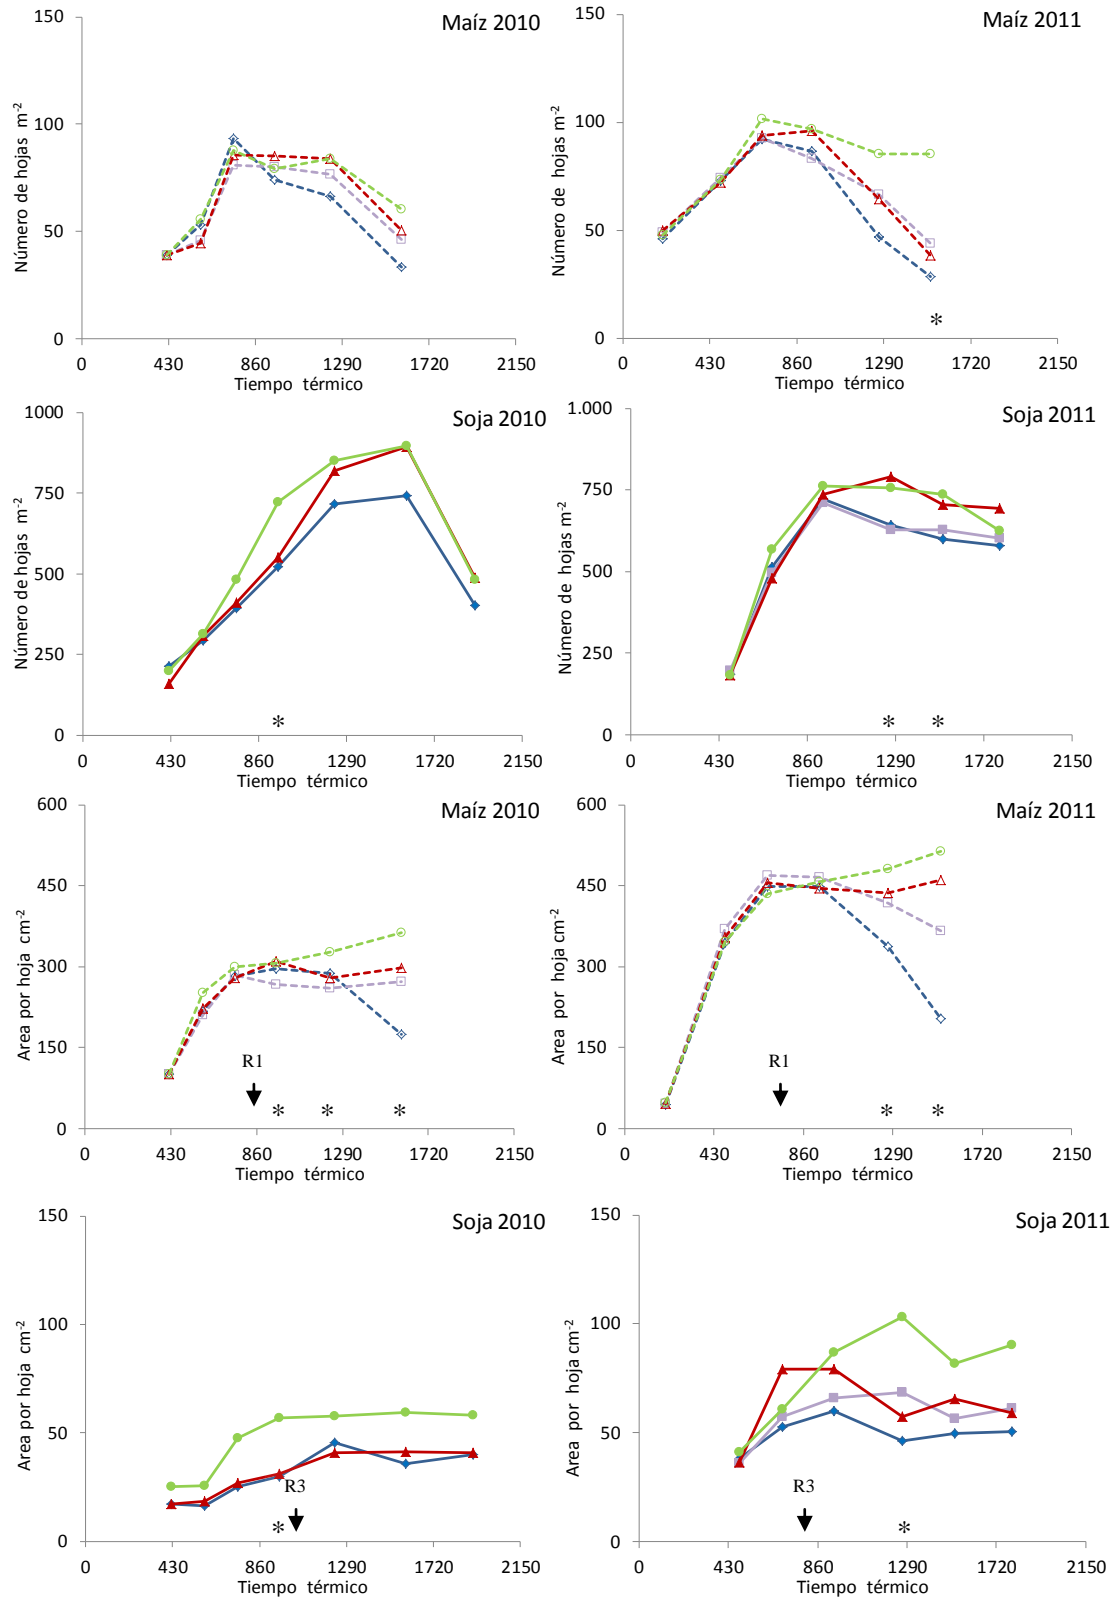 Maíz 2010
Número de hojas m-2
150
100
50
0
0 430 860 1290 1720 2150
Tiempo térmico
Maíz 2011
Número de hojas m-2
150
100
50
0
*
0 430 860 1290 1720 2150
Tiempo térmico
Soja 2010
Número de hojas m-2
1000
750
500
250
0
*
0 430 860 1290 1720 2150
Tiempo térmico
Soja 2011
Número de hojas m-2
1.000
750
500
250
0
* *
0 430 860 1290 1720 2150
Tiempo térmico
Maíz 2010
Area por hoja cm-2
600
450
300
150
0
R1
* * *
0 430 860 1290 1720 2150
Tiempo térmico
Maíz 2011
Area por hoja cm-2
600
450
300
150
0
R1
* *
0 430 860 1290 1720 2150
Tiempo térmico
Soja 2010
Area por hoja cm-2
150
100
50
0
R3
*
0 430 860 1290 1720 2150
Tiempo térmico
Soja 2011
Area por hoja cm-2
150
100
50
0
R3
*
0 430 860 1290 1720 2150
Tiempo térmico